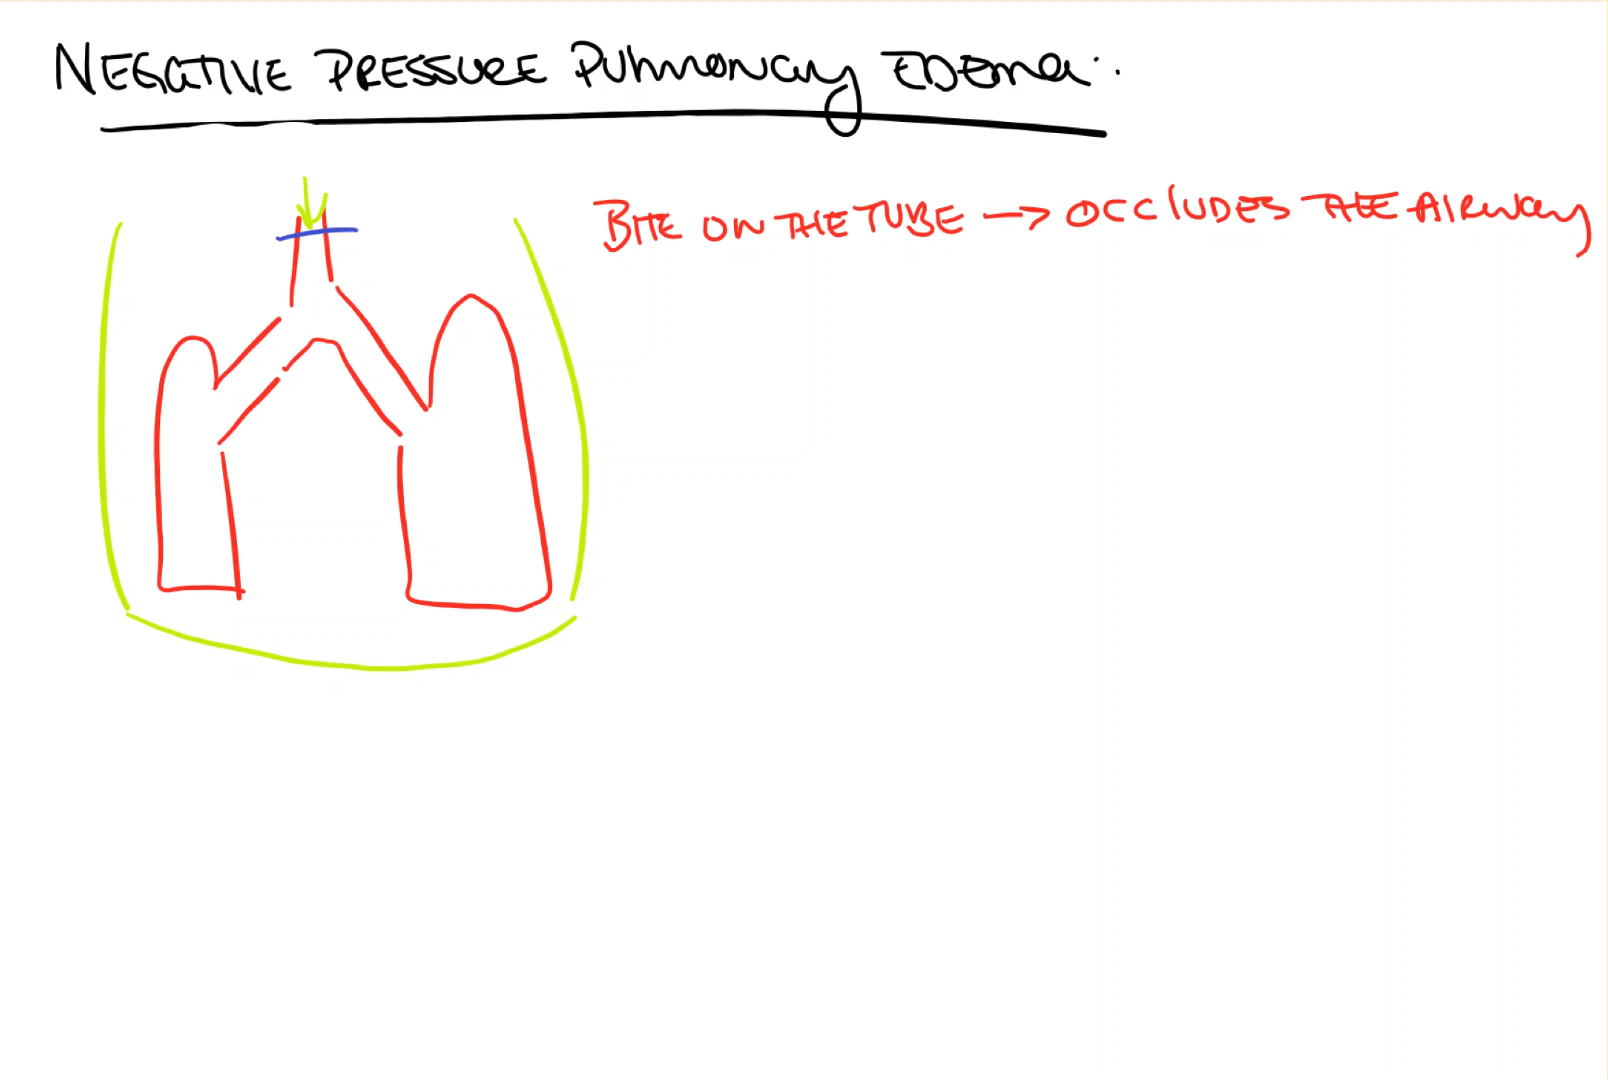 NEGATIVE PRESSURE PULMONARY EDEMA.
BITE ON THE TUBE → OCCLUDES THE AIRWAY